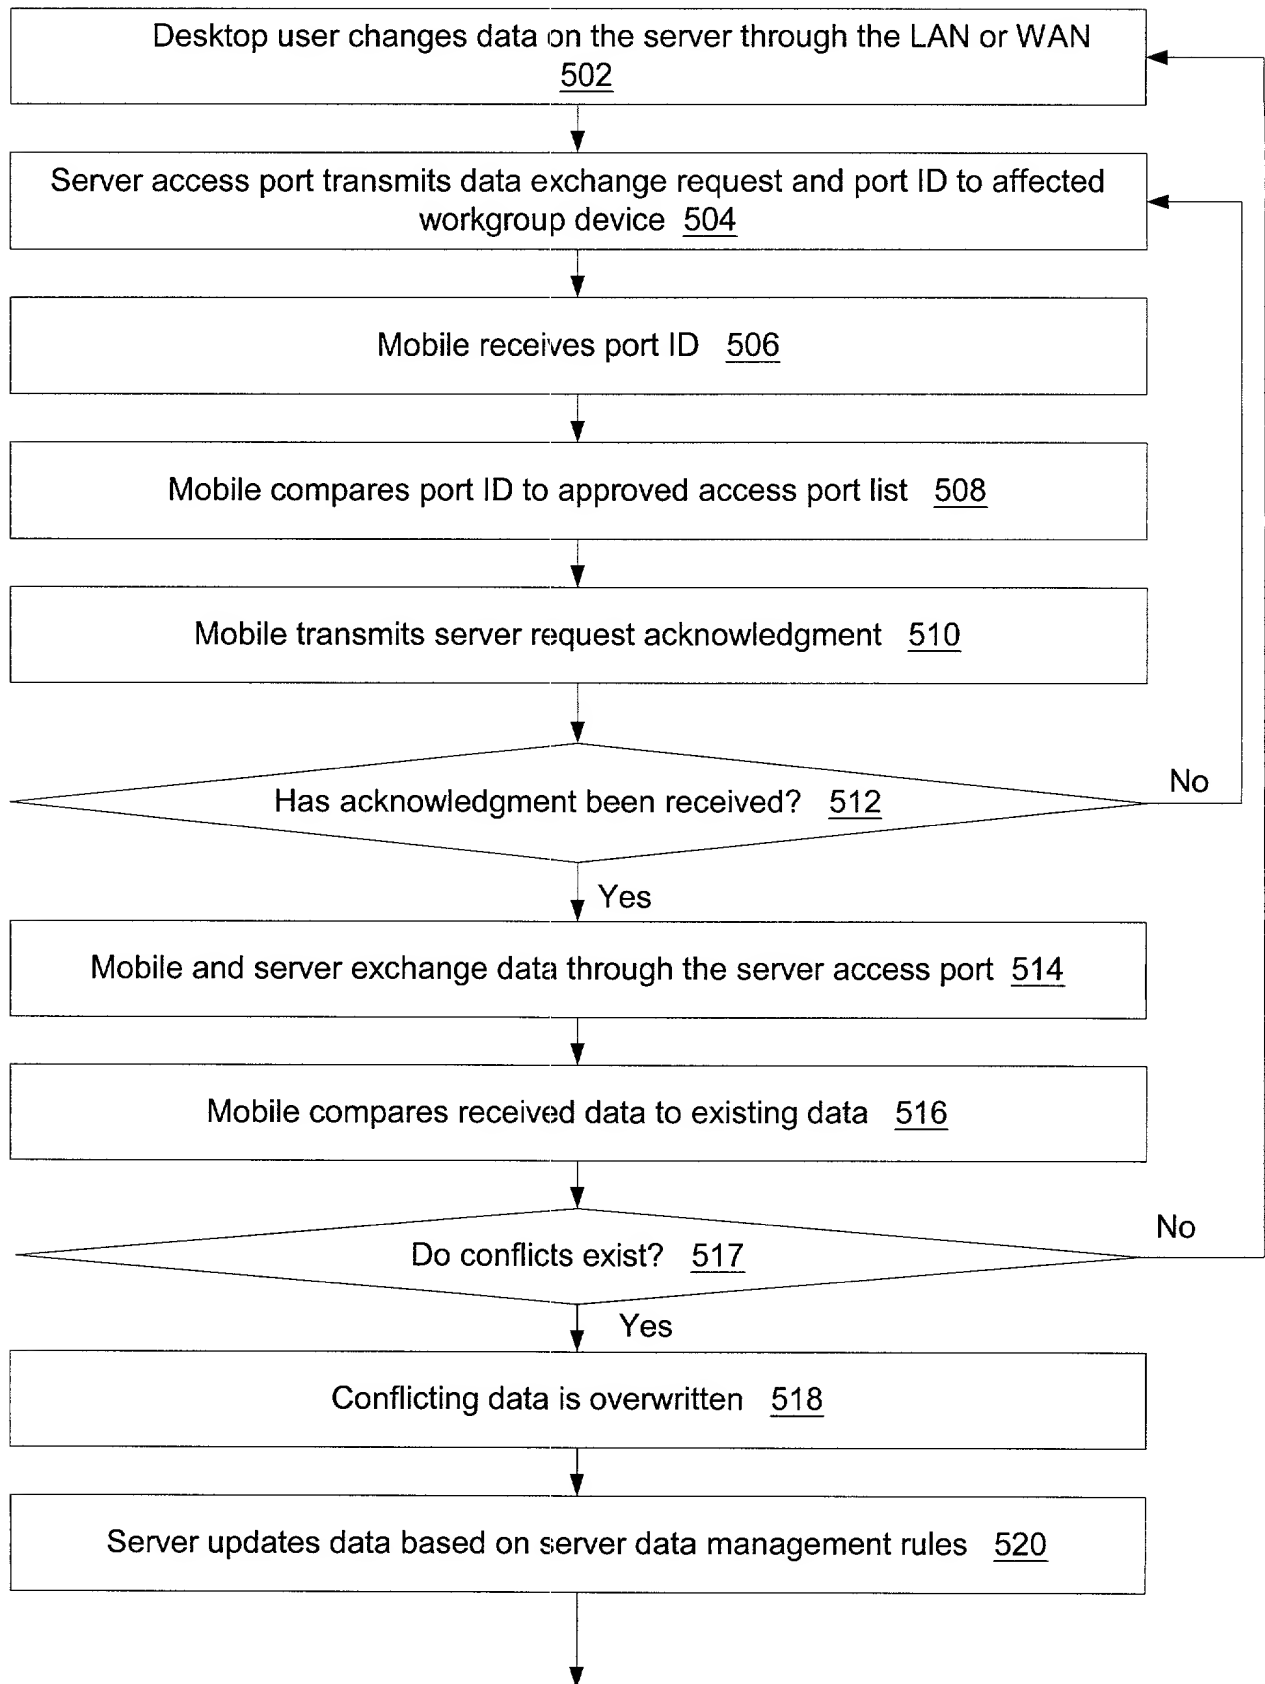 Desktop user changes data on the server through the LAN or WAN
502
Server access port transmits data exchange request and port ID to affected
workgroup device 504
Mobile receives port ID 506
Mobile compares port ID to approved access port list 508
Mobile transmits server request acknowledgment 510
Has acknowledgment been received? 512
No
Yes
Mobile and server exchange data through the server access port 514
Mobile compares received data to existing data 516
Do conflicts exist? 517
No
Yes
Conflicting data is overwritten 518
Server updates data based on server data management rules 520